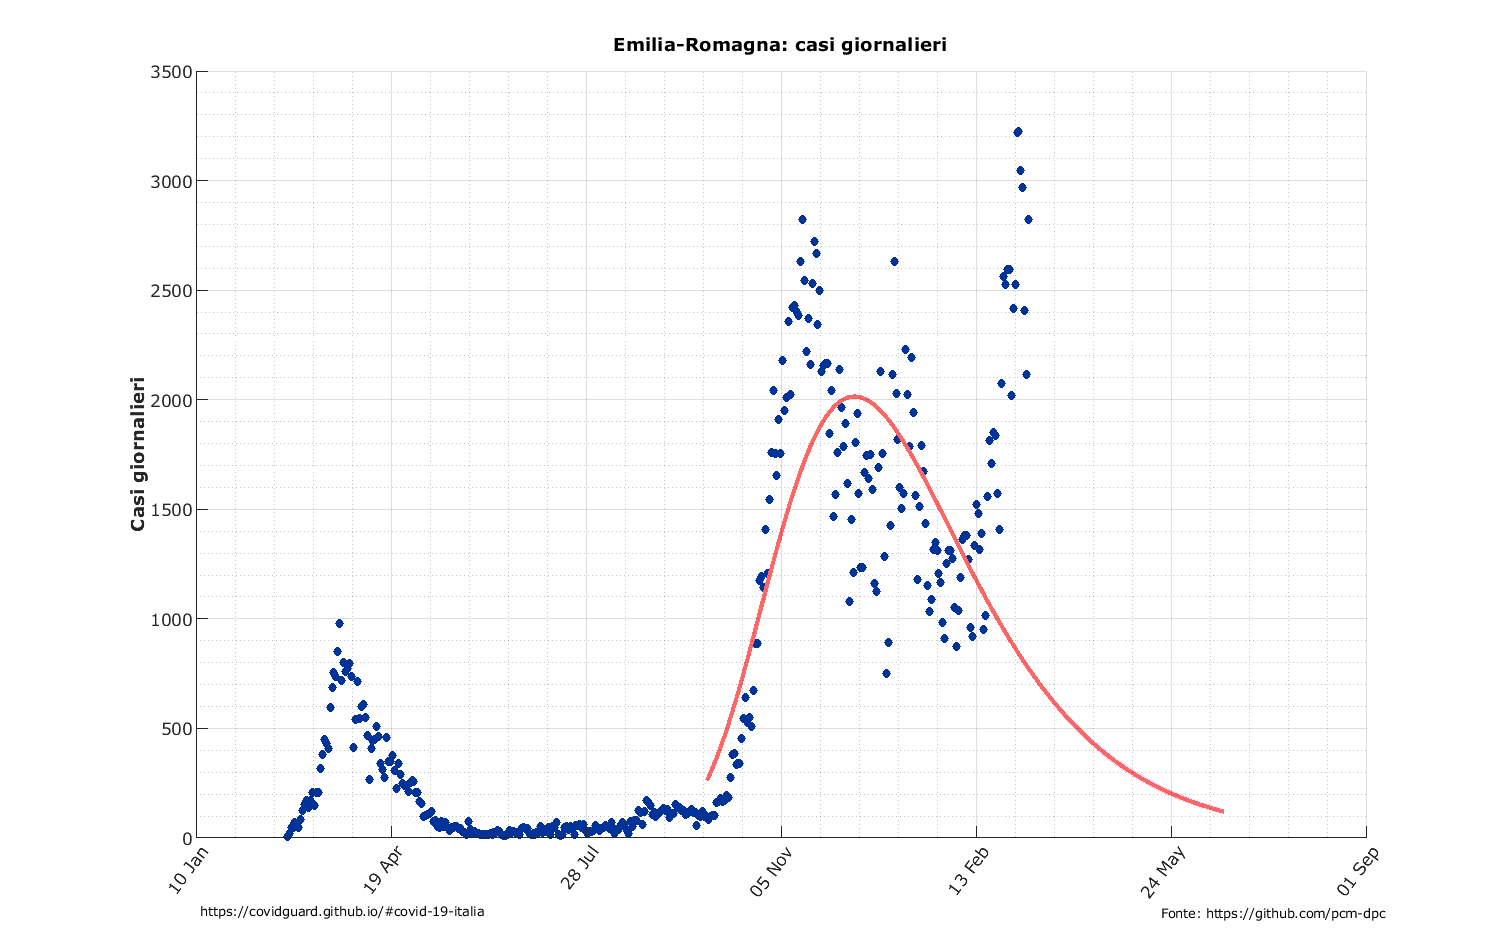 Emilia-Romagna: casi giornalieri
Casi giornalieri
3500
3000
2500
2000
1500
1000
500
0
10 Jan
19 Apr
28 Jul
05 Nov
13 Feb
24 May
01 Sep
https://covidguard.github.io/#covid-19-italia
Fonte: https://github.com/pcm-dpc